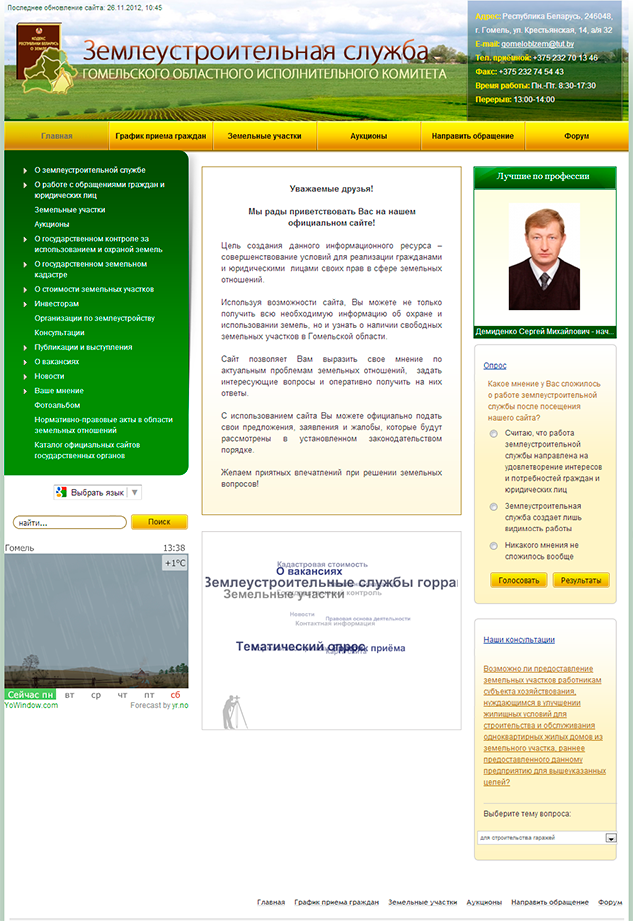 Последнее обновление сайта: 26.11.2012, 10:45
КОДЕКС
РЕСПУБЛИКИ БЕЛАРУСЬ
О ЗЕМЛЕ
Землеустроительная служба
ГОМЕЛЬСКОГО ОБЛАСТНОГО ИСПОЛНИТЕЛЬНОГО КОМИТЕТА
Адрес: Республика Беларусь, 246048,
г. Гомель, ул. Крестьянская, 14, а/я 32
E-mail: gomeloblzem@tut.by
Тел. приёмной: +375 232 70 13 46
Факс: +375 232 74 54 43
Время работы: Пн.-Пт. 8:30-17:30
Перерыв: 13:00-14:00
Главная График приема граждан Земельные участки Аукционы Направить обращение Форум
О землеустроительной службе
О работе с обращениями граждан и
юридических лиц
Земельные участки
Аукционы
О государственном контроле за
использованием и охраной земель
О государственном земельном
кадастре
О стоимости земельных участков
Инвесторам
Организации по землеустройству
Консультации
Публикации и выступления
О вакансиях
Новости
Ваше мнение
Фотоальбом
Нормативно-правовые акты в области
земельных отношений
Каталог официальных сайтов
государственных органов
Выбрать язык
найти...
Поиск
Гомель 13:38
+1°C
Сейчас пн вт ср чт пт сб
YoWindow.com Forecast by yr.no
Уважаемые друзья!
Мы рады приветствовать Вас на нашем
официальном сайте!
Цель создания данного информационного ресурса –
совершенствование условий для реализации гражданами
и юридическими лицами своих прав в сфере земельных
отношений.
Используя возможности сайта, Вы можете не только
получить всю необходимую информацию об охране и
использовании земель, но и узнать о наличии свободных
земельных участков в Гомельской области.
Сайт позволяет Вам выразить свое мнение по
актуальным проблемам земельных отношений, задать
интересующие вопросы и оперативно получить на них
ответы.
С использованием сайта Вы можете официально подать
свои предложения, заявления и жалобы, которые будут
рассмотрены в установленном законодательством
порядке.
Желаем приятных впечатлений при решении земельных
вопросов!
Кадастровая стоимость
О вакансиях
Землеустроительные службы горра
Земельные участки
контроль
Новости
Правовая основа деятельности
Контактная информация
Тематический опрос
приёма
Лучшие по профессии
Демиденко Сергей Михайлович - нач...
Опрос
Какое мнение у Вас сложилось
о работе землеустроительной
службы после посещения
нашего сайта?
Считаю, что работа
землеустроительной
службы направлена на
удовлетворение интересов
и потребностей граждан и
юридических лиц
Землеустроительная
служба создает лишь
видимость работы
Никакого мнения не
сложилось вообще
Голосовать Результаты
Наши консультации
Возможно ли предоставление
земельных участков работникам
субъекта хозяйствования,
нуждающимся в улучшении
жилищных условий для
строительства и обслуживания
одноквартирных жилых домов из
земельного участка, раннее
предоставленного данному
предприятию для вышеуказанных
целей?
Выберите тему вопроса:
для строительства гаражей
Главная График приема граждан Земельные участки Аукционы Направить обращение Форум